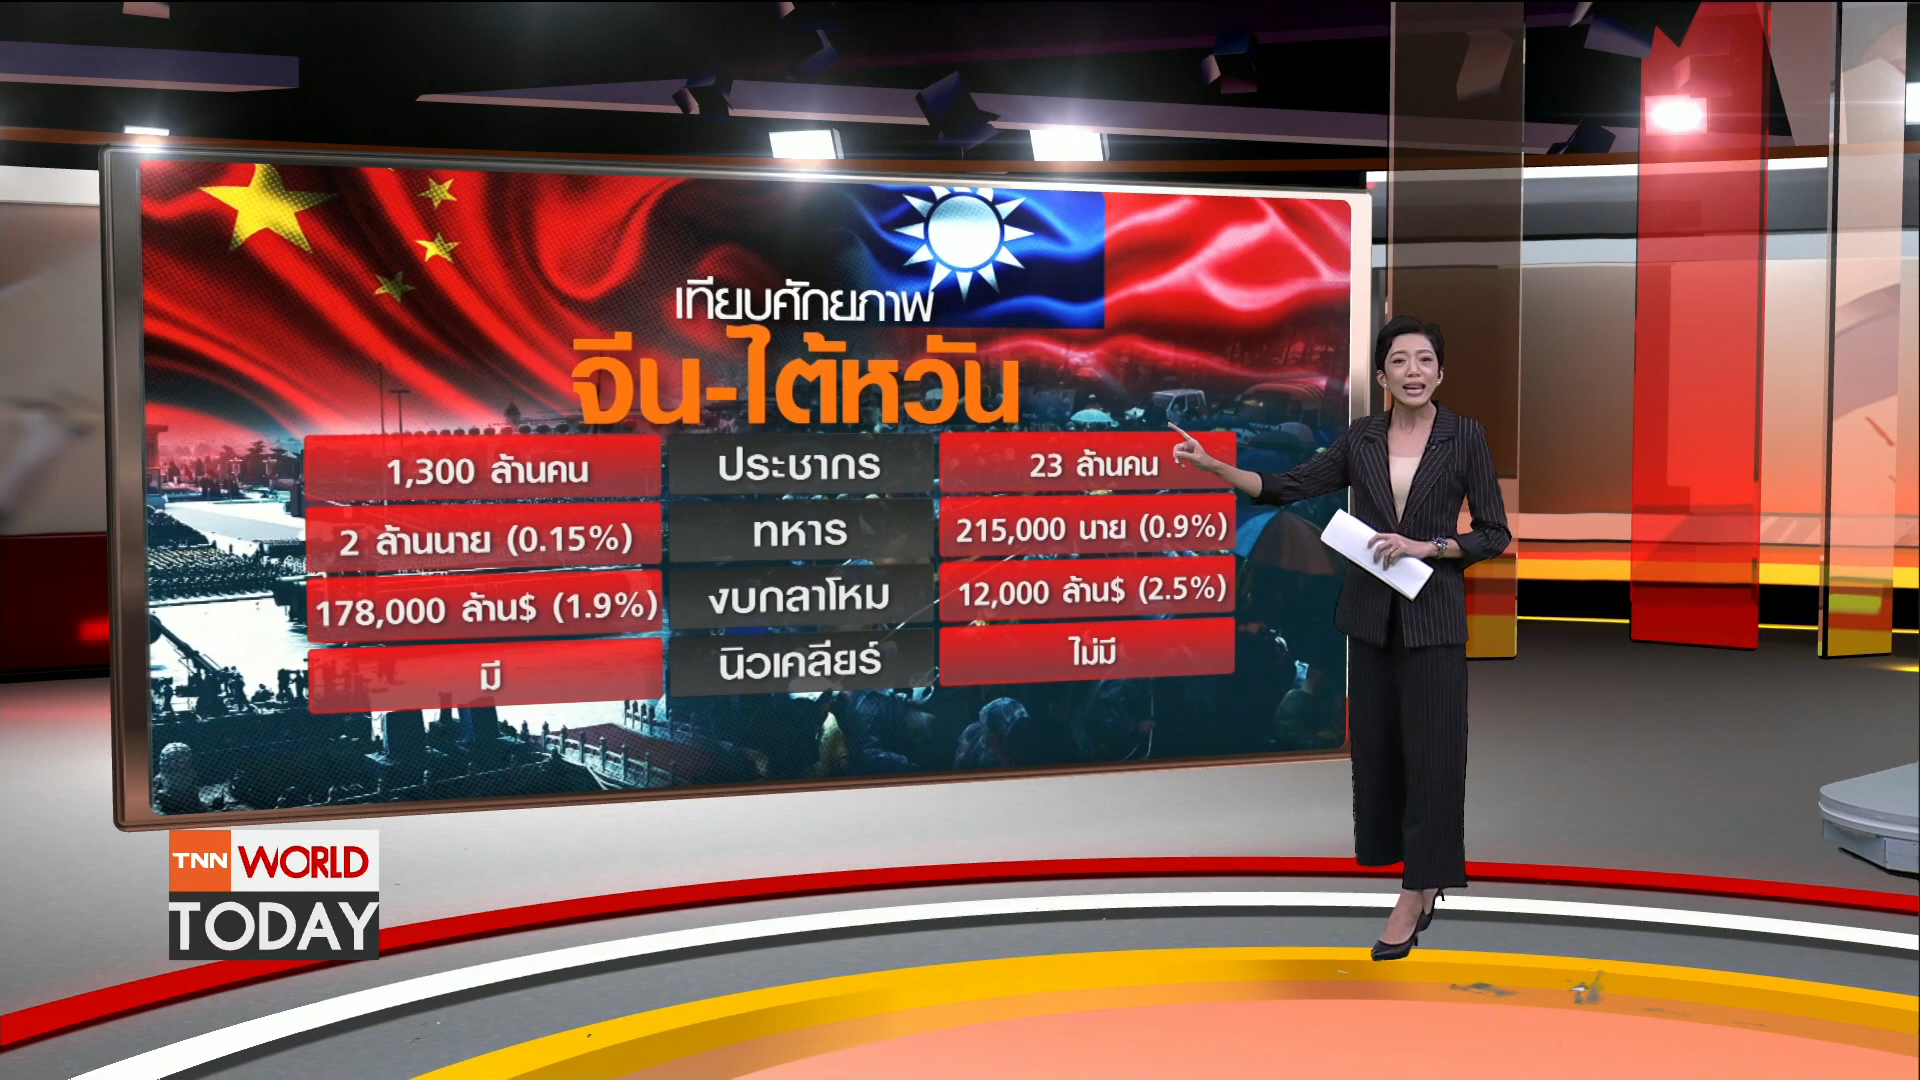 เทียบศักยภาพ
จีน-ไต้หวัน
1,300 ล้านคน ประชากร 23 ล้านคน
2 ล้านนาย (0.15%) ทหาร 215,000 นาย (0.9%)
178,000 ล้าน$ (1.9%) งบกลาโหม 12,000 ล้าน$ (2.5%)
มี นิวเคลียร์ ไม่มี
TNN WORLD
TODAY